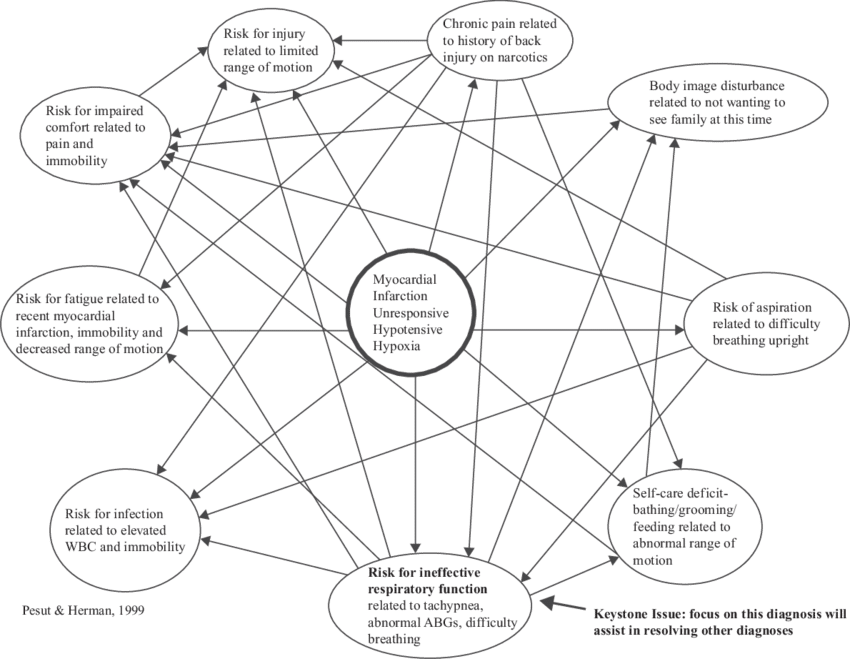 Risk for injury
related to limited
range of motion
Chronic pain related
to history of back
injury on narcotics
Body image disturbance
related to not wanting to
see family at this time
Risk for impaired
comfort related to
pain and
immobility
Myocardial
Infarction
Unresponsive
Hypotensive
Hypoxia
Risk for fatigue related to
recent myocardial
infarction, immobility and
decreased range of motion
Risk of aspiration
related to difficulty
breathing upright
Risk for infection
related to elevated
WBC and immobility
Self-care deficit-
bathing/grooming/
feeding related to
abnormal range of
motion
Risk for ineffective
respiratory function
related to tachypnea,
abnormal ABGs, difficulty
breathing
Pesut & Herman, 1999
Keystone Issue: focus on this diagnosis will
assist in resolving other diagnoses